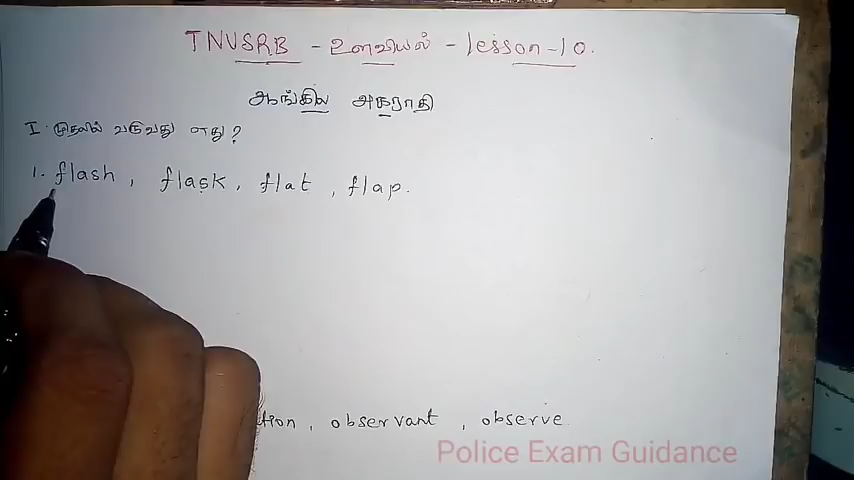 TNUSRB - உளவியல் - lesson-10.
ஆங்கில அகராதி
I. முதலில் வருவது எது?
1. flash, flask, flat, flap.
tion, observant, observe
Police Exam Guidance